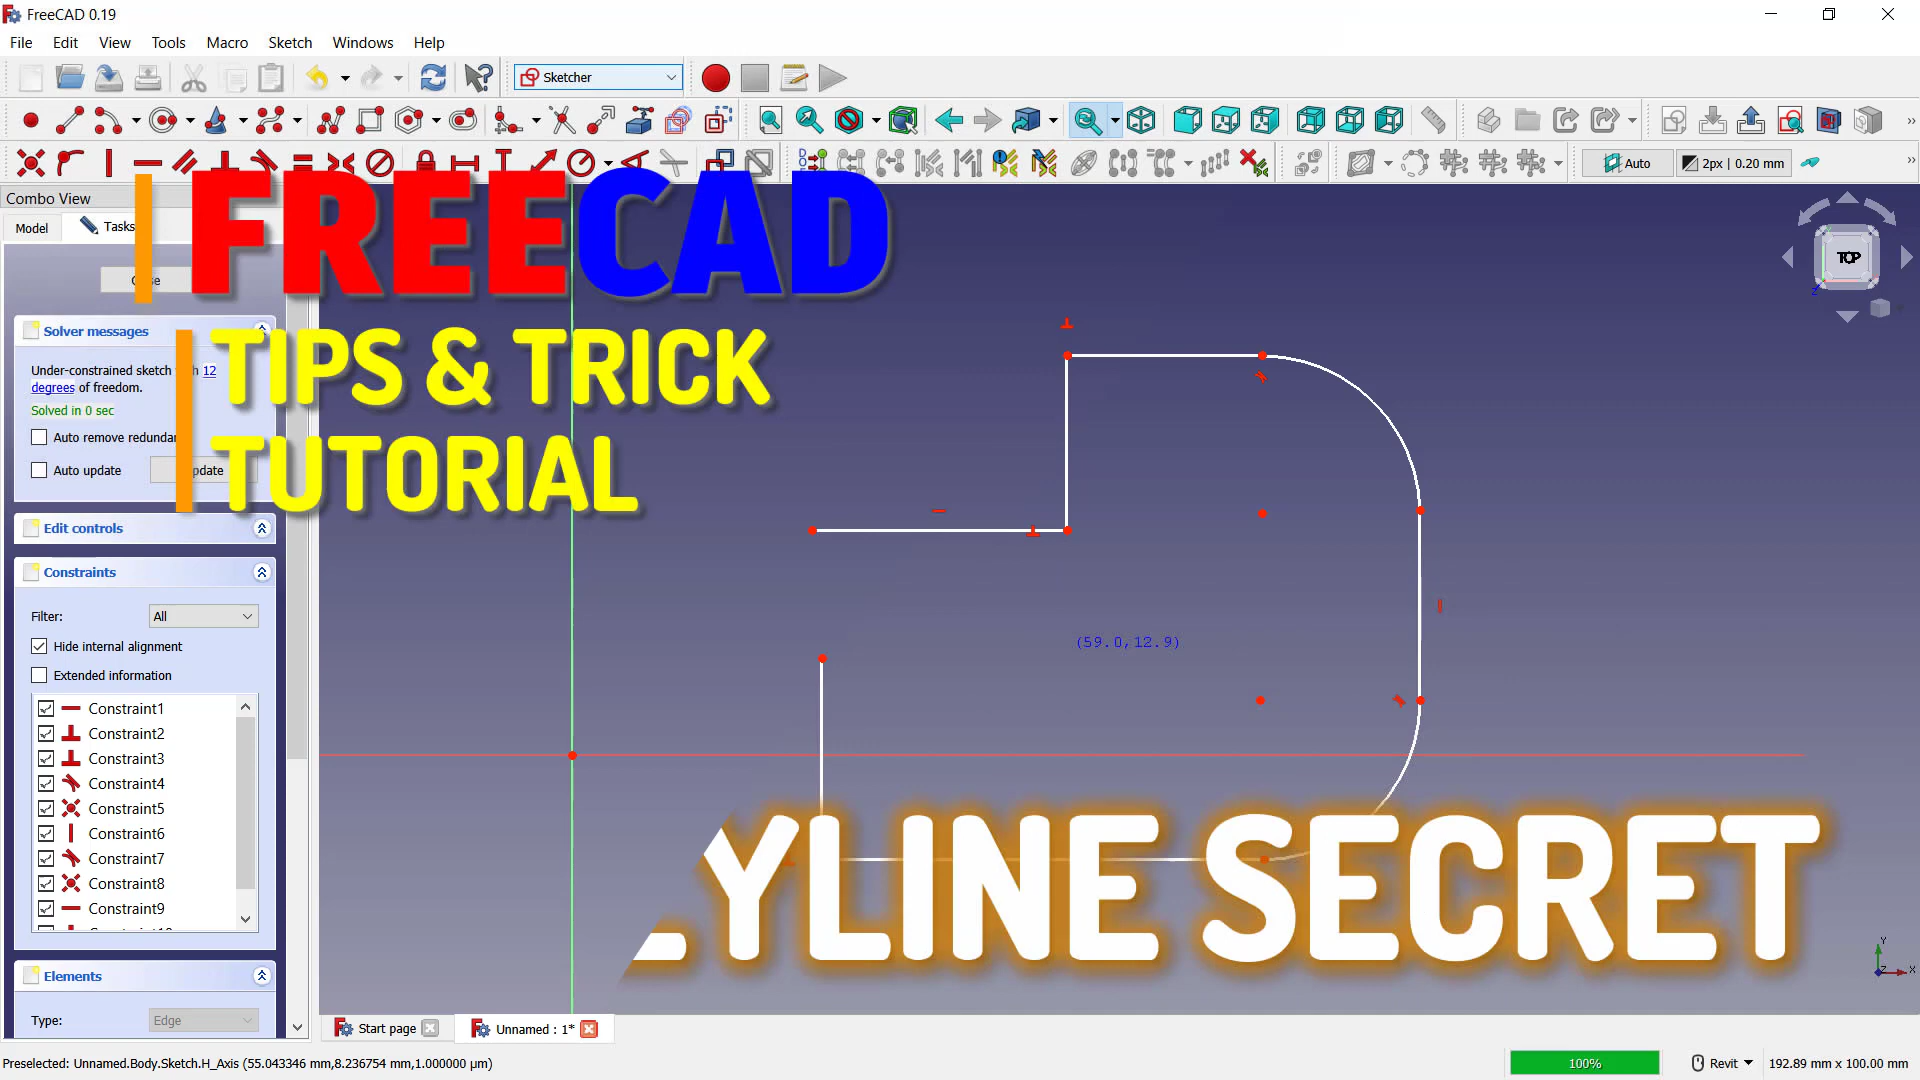 FreeCAD 0.19
File Edit View Tools Macro Sketch Windows Help
Sketcher
Auto 2px | 0.20 mm
Combo View
Model Tasks
FREECAD
TIPS & TRICK
TUTORIAL
TOP
Z
Solver messages
Under-constrained sketch 12
degrees of freedom.
Solved in 0 sec
Auto remove
Auto update
Edit controls
Constraints
Filter: All
Hide internal alignment
Extended information
Constraint1
Constraint2
Constraint3
Constraint4
Constraint5
Constraint6
Constraint7
Constraint8
Constraint9
Elements
Type: Edge
(59.0,12.9)
LYLINE SECRET
Y
Z X
Start page Unnamed : 1*
Preselected: Unnamed.Body.Sketch.H_Axis (55.043346 mm,8.236754 mm,1.000000 µm)
100% Revit 192.89 mm x 100.00 mm